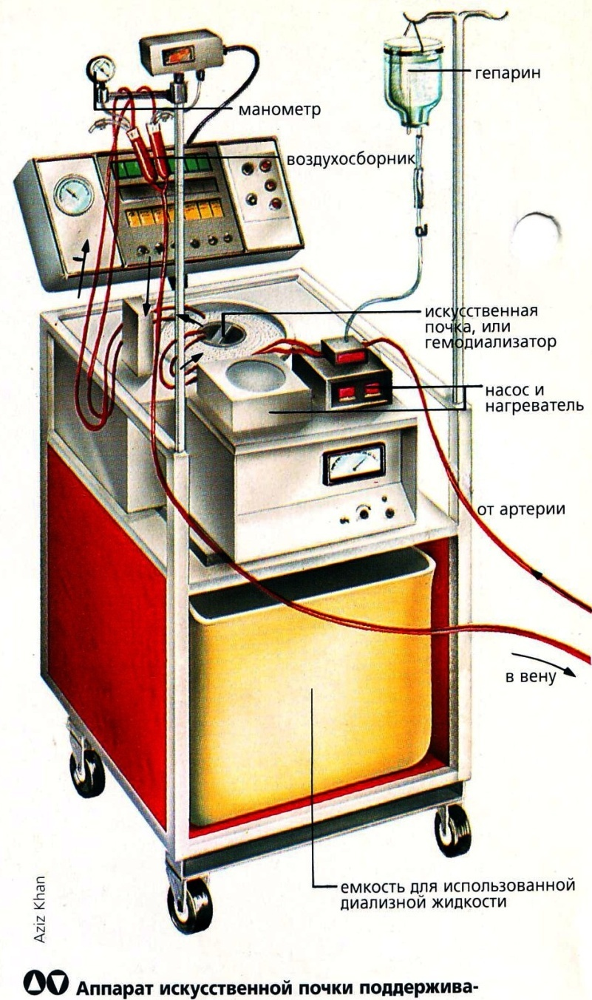 гепарин
манометр
воздухосборник
искусственная
почка, или
гемодиализатор
насос и
нагреватель
от артерии
в вену
емкость для использованной
диализной жидкости
Aziz Khan
Аппарат искусственной почки поддержива-